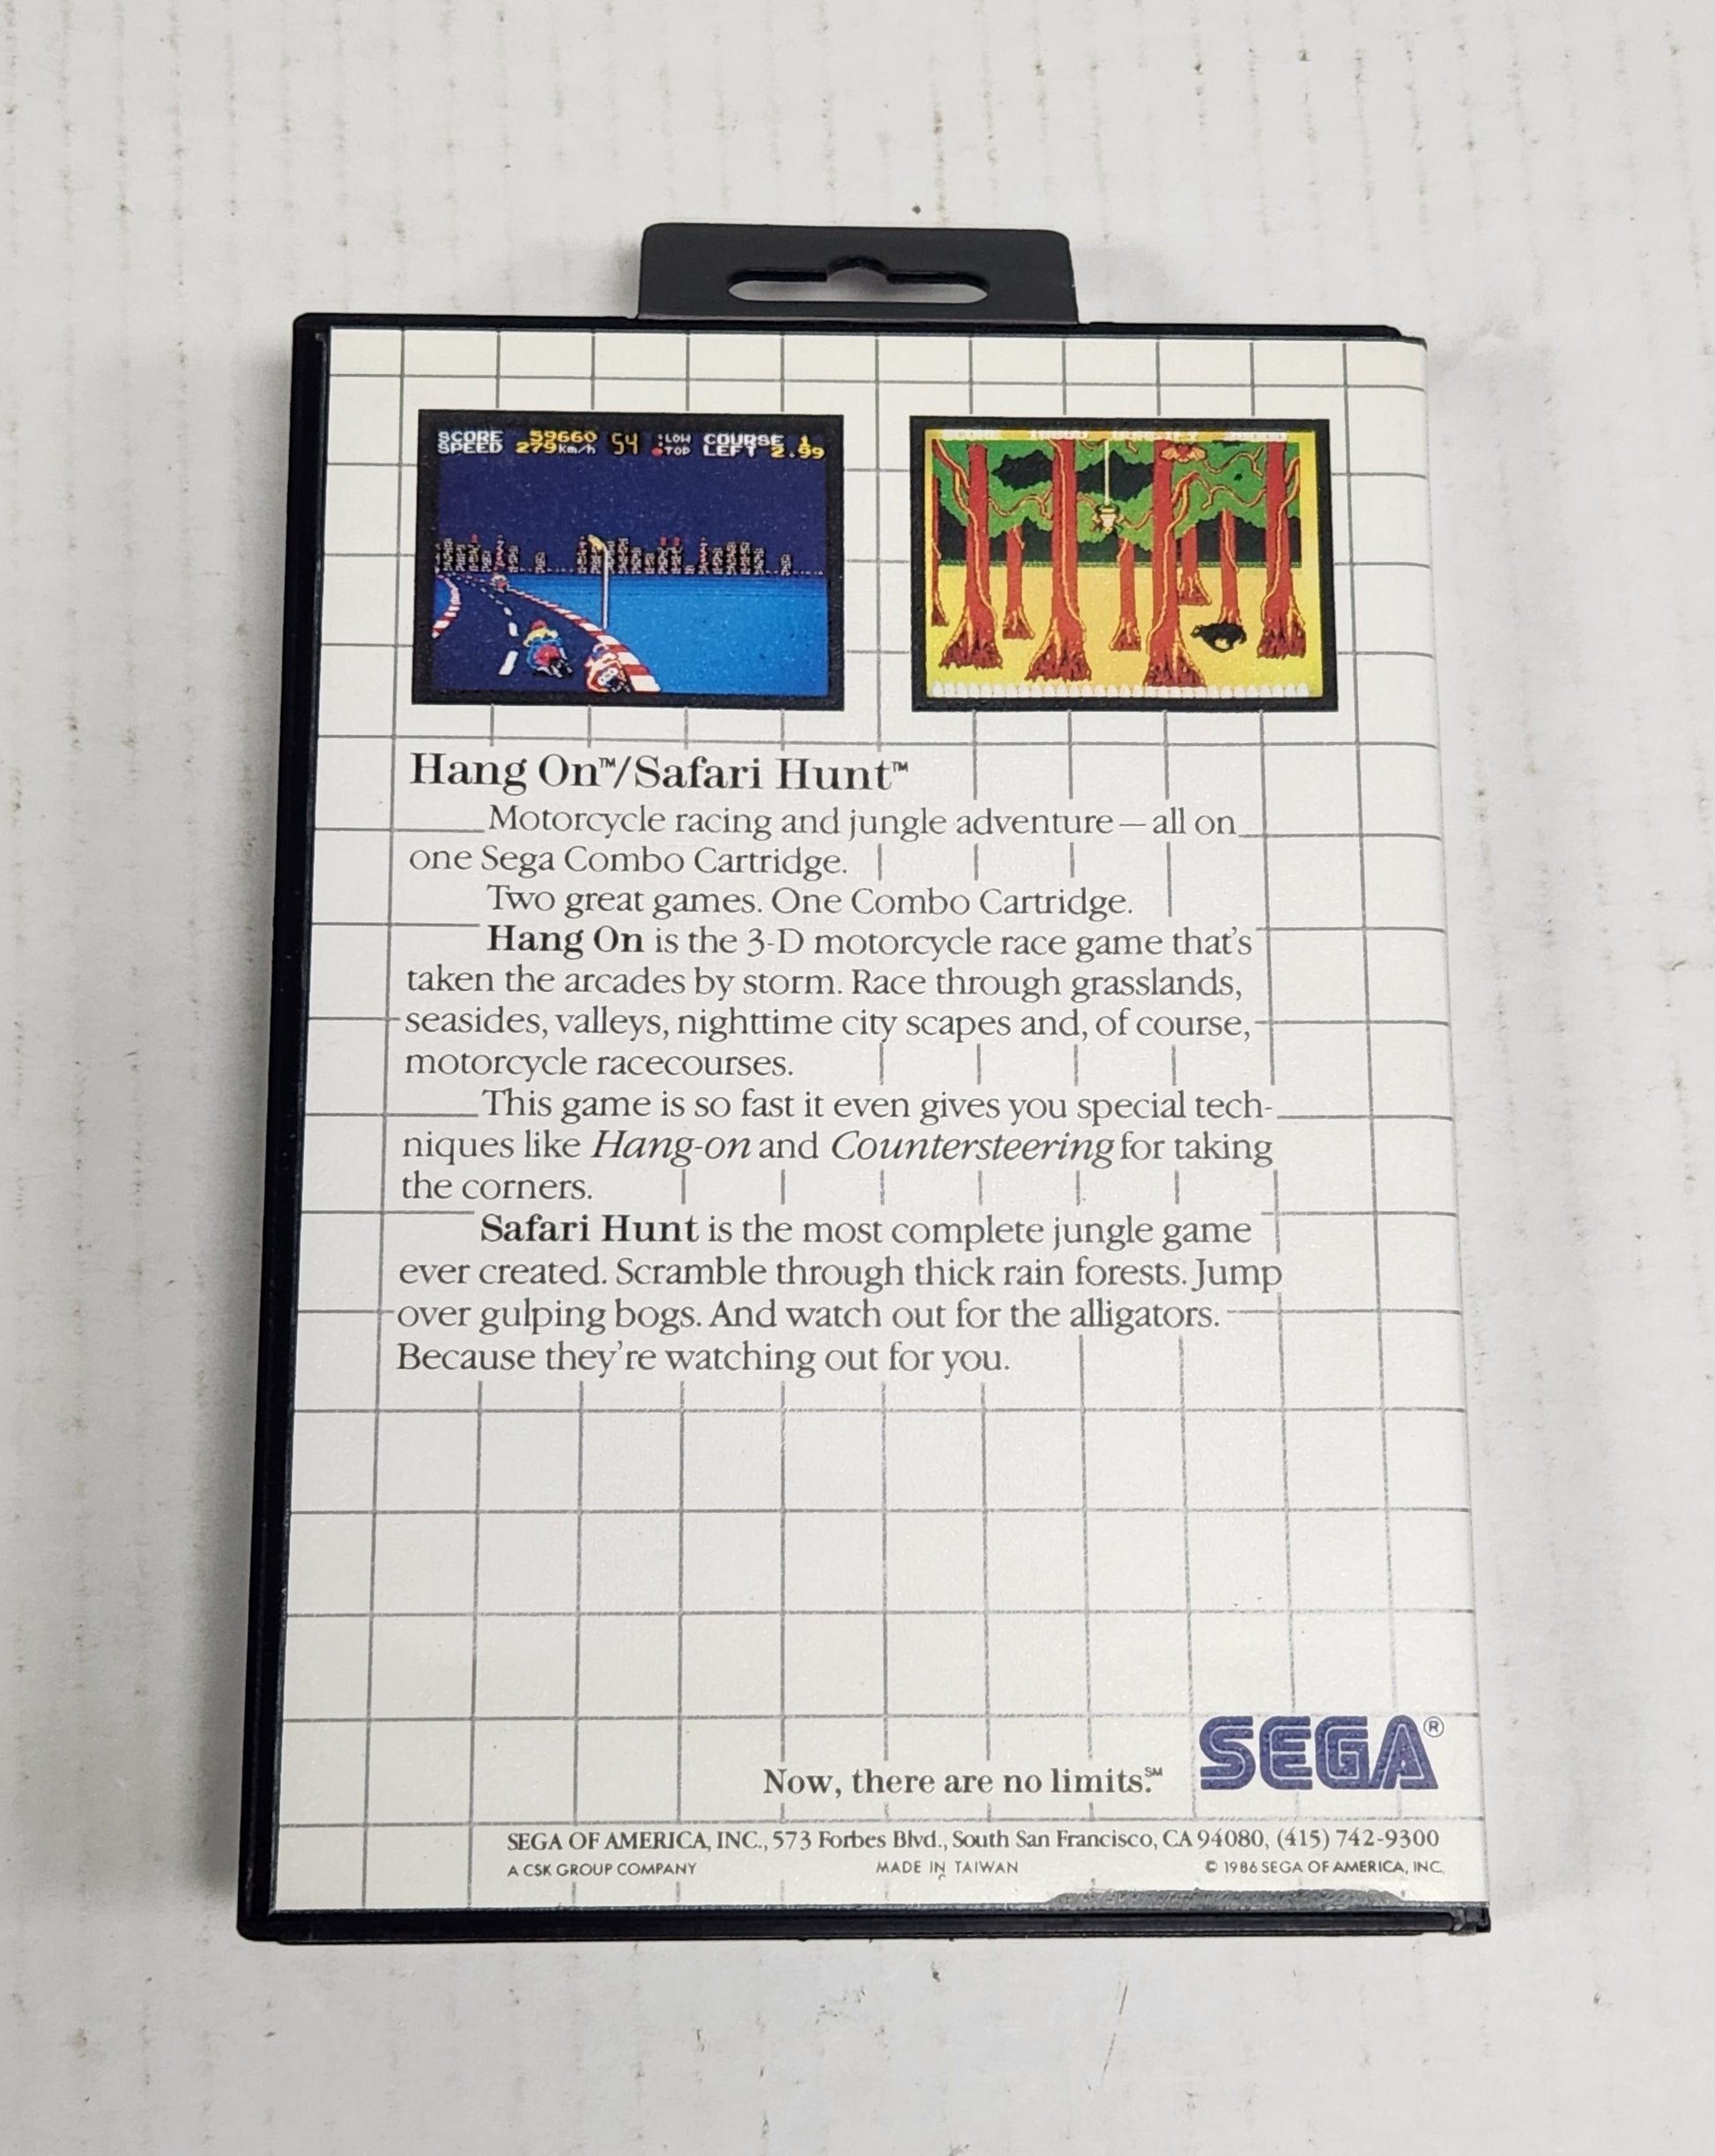 SCORE 59660 54 :LOW COURSE 1
SPEED 279km/h :TOP LEFT 2.99
Hang On™/Safari Hunt™
Motorcycle racing and jungle adventure—all on
one Sega Combo Cartridge.
Two great games. One Combo Cartridge.
Hang On is the 3-D motorcycle race game that's
taken the arcades by storm. Race through grasslands,
seasides, valleys, nighttime city scapes and, of course,
motorcycle racecourses.
This game is so fast it even gives you special tech-
niques like Hang-on and Countersteering for taking
the corners.
Safari Hunt is the most complete jungle game
ever created. Scramble through thick rain forests. Jump
over gulping bogs. And watch out for the alligators.
Because they're watching out for you.
Now, there are no limits.℠ SEGA®
SEGA OF AMERICA, INC., 573 Forbes Blvd., South San Francisco, CA 94080, (415) 742-9300
A CSK GROUP COMPANY MADE IN TAIWAN © 1986 SEGA OF AMERICA, INC.